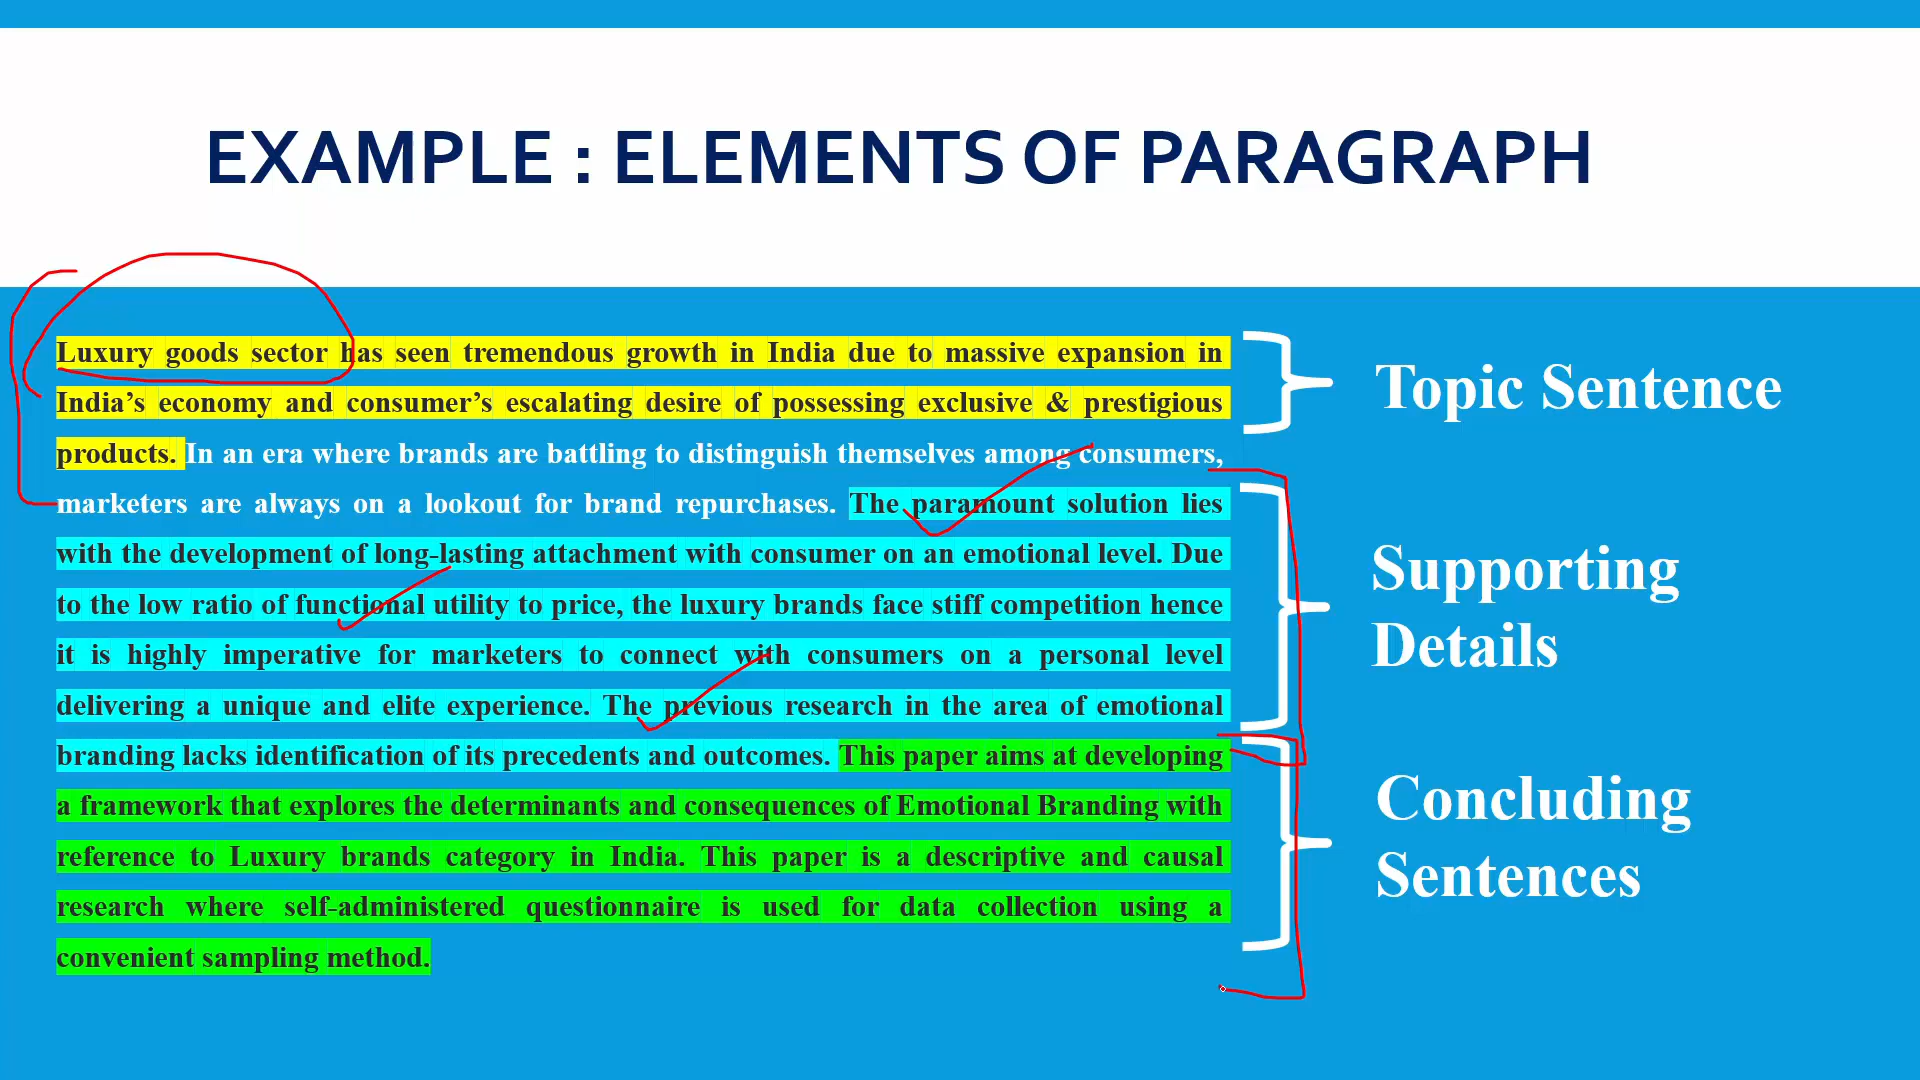 EXAMPLE : ELEMENTS OF PARAGRAPH
Luxury goods sector has seen tremendous growth in India due to massive expansion in
India’s economy and consumer’s escalating desire of possessing exclusive & prestigious
products. In an era where brands are battling to distinguish themselves among consumers,
marketers are always on a lookout for brand repurchases. The paramount solution lies
with the development of long-lasting attachment with consumer on an emotional level. Due
to the low ratio of functional utility to price, the luxury brands face stiff competition hence
it is highly imperative for marketers to connect with consumers on a personal level
delivering a unique and elite experience. The previous research in the area of emotional
branding lacks identification of its precedents and outcomes. This paper aims at developing
a framework that explores the determinants and consequences of Emotional Branding with
reference to Luxury brands category in India. This paper is a descriptive and causal
research where self-administered questionnaire is used for data collection using a
convenient sampling method.
Topic Sentence
Supporting
Details
Concluding
Sentences